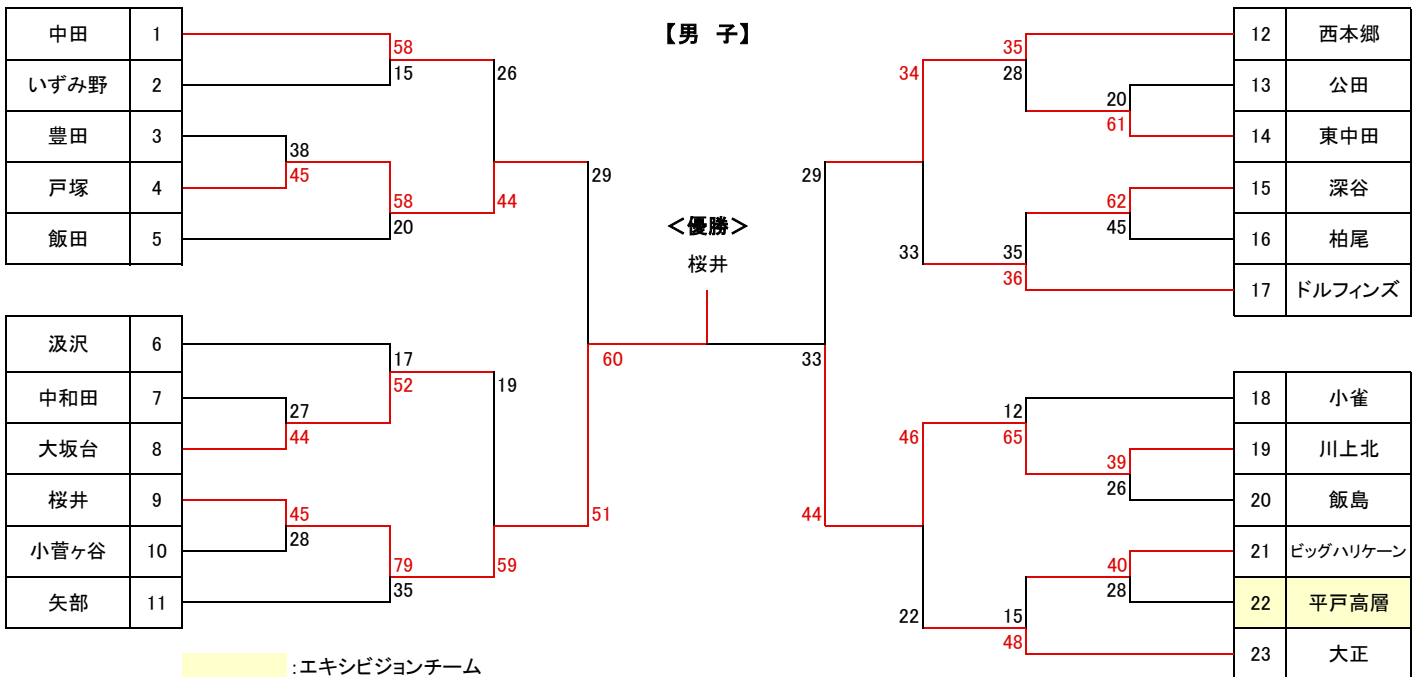 【男 子】
中田 1
いずみ野 2
豊田 3
戸塚 4
飯田 5
58
15
38
45
58
20
26
44
汲沢 6
中和田 7
大坂台 8
桜井 9
小菅ヶ谷 10
矢部 11
17
52
27
44
45
28
79
35
19
59
29
51
<優勝>
桜井
60
33
29
44
34
33
35
28
20
61
62
45
35
36
12 西本郷
13 公田
14 東中田
15 深谷
16 柏尾
17 ドルフィンズ
46
22
12
65
39
26
40
28
15
48
18 小雀
19 川上北
20 飯島
21 ビッグハリケーン
22 平戸高層
23 大正
:エキシビジョンチーム